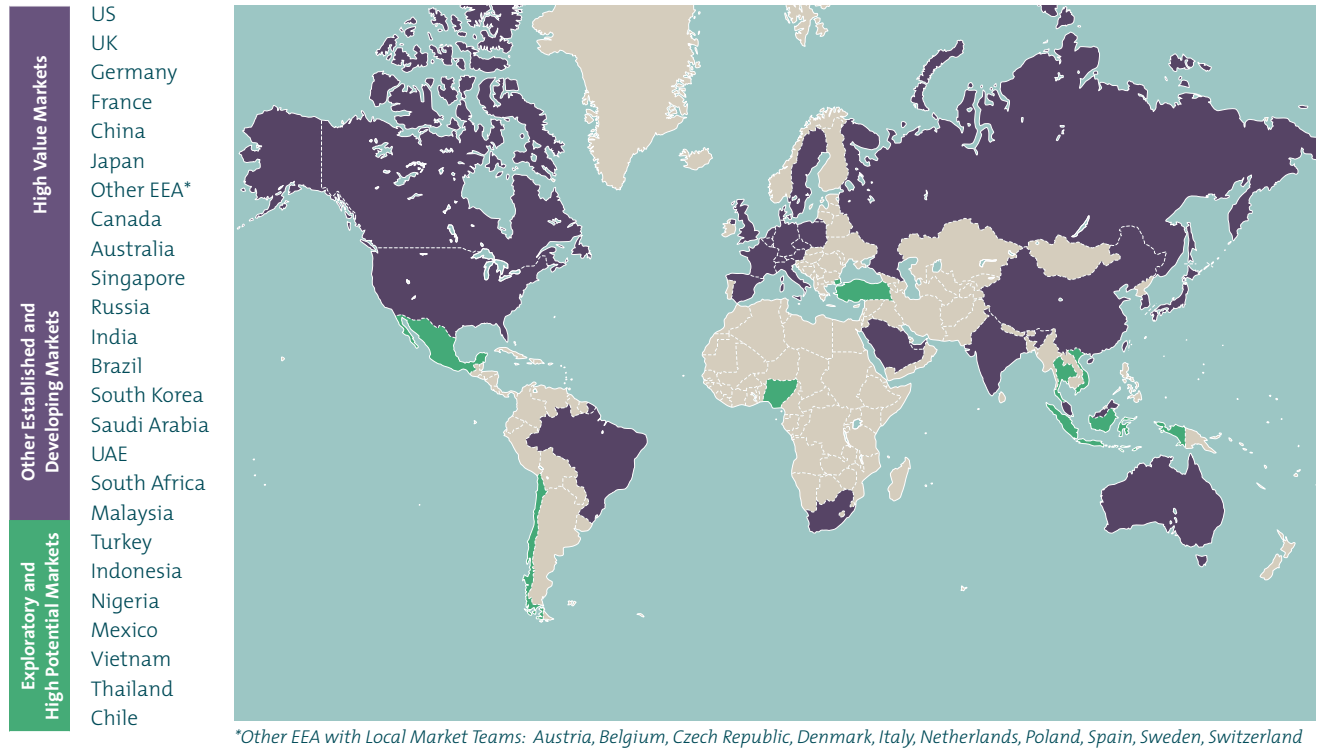 High Value Markets
Other Established and
Developing Markets
Exploratory and
High Potential Markets
US
UK
Germany
France
China
Japan
Other EEA*
Canada
Australia
Singapore
Russia
India
Brazil
South Korea
Saudi Arabia
UAE
South Africa
Malaysia
Turkey
Indonesia
Nigeria
Mexico
Vietnam
Thailand
Chile
*Other EEA with Local Market Teams: Austria, Belgium, Czech Republic, Denmark, Italy, Netherlands, Poland, Spain, Sweden, Switzerland